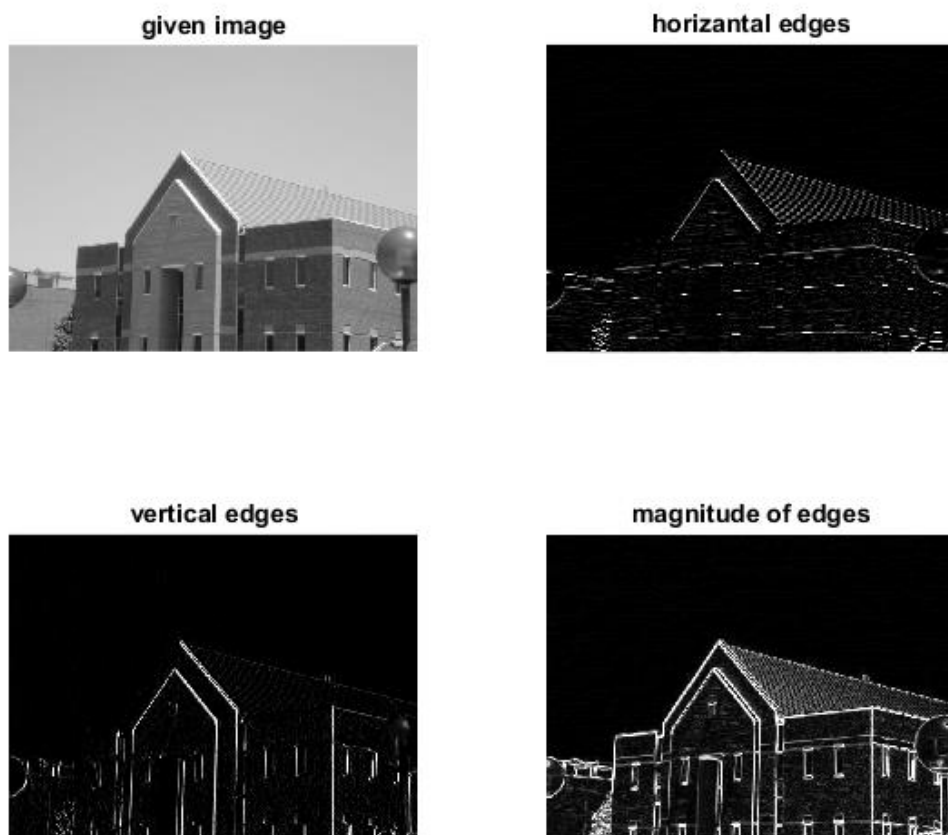 given image
horizantal edges
vertical edges
magnitude of edges